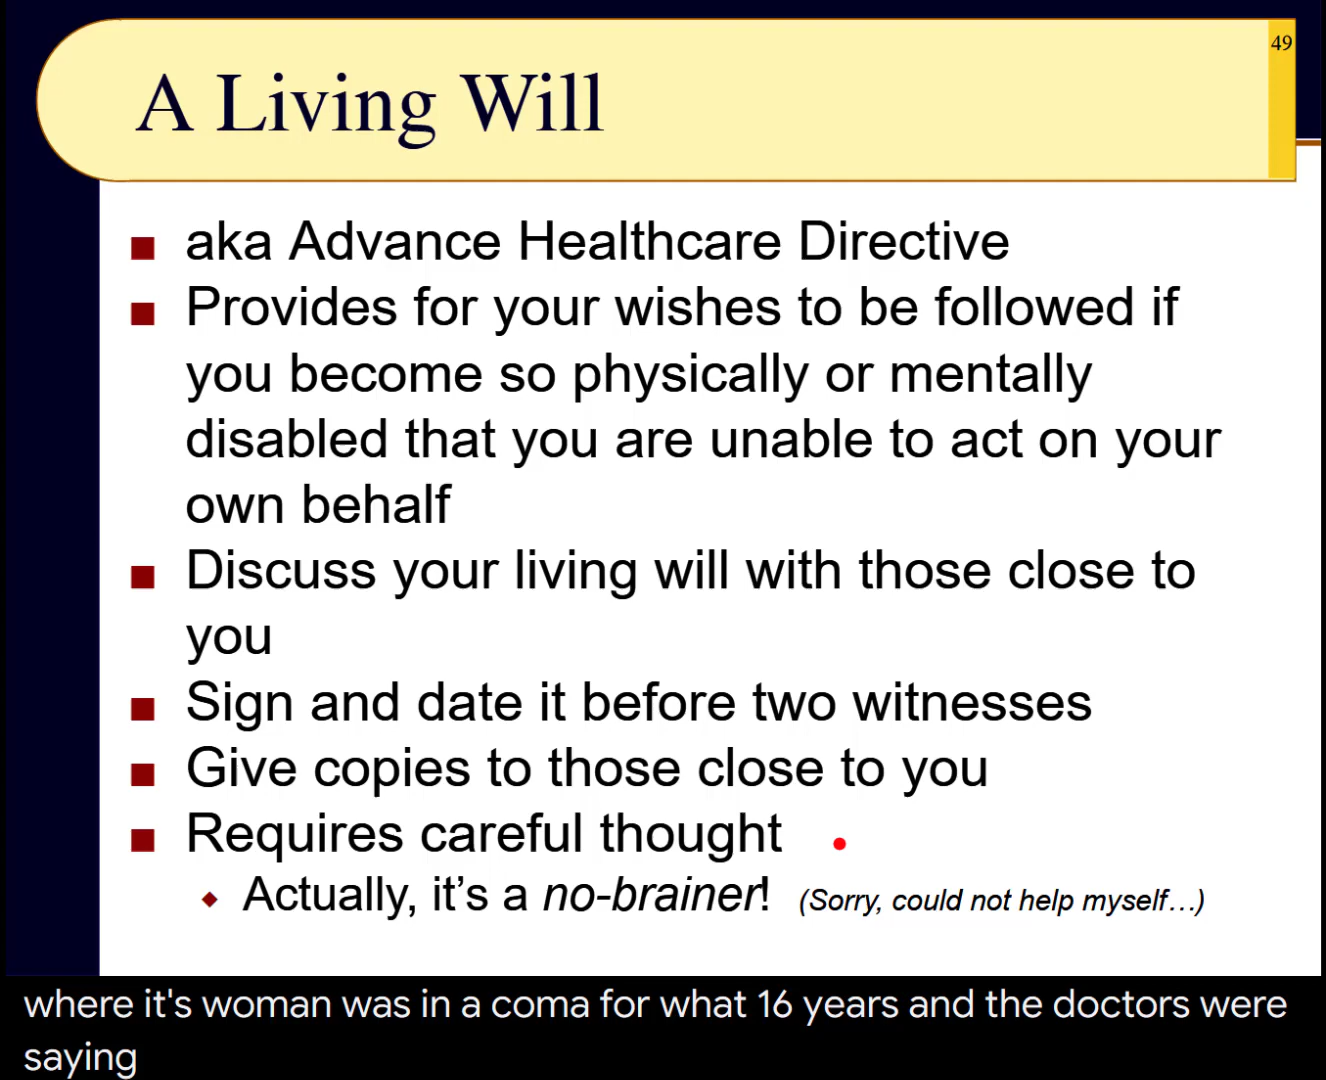 49
A Living Will
aka Advance Healthcare Directive
Provides for your wishes to be followed if
you become so physically or mentally
disabled that you are unable to act on your
own behalf
Discuss your living will with those close to
you
Sign and date it before two witnesses
Give copies to those close to you
Requires careful thought
Actually, it’s a no-brainer! (Sorry, could not help myself…)
where it's woman was in a coma for what 16 years and the doctors were
saying